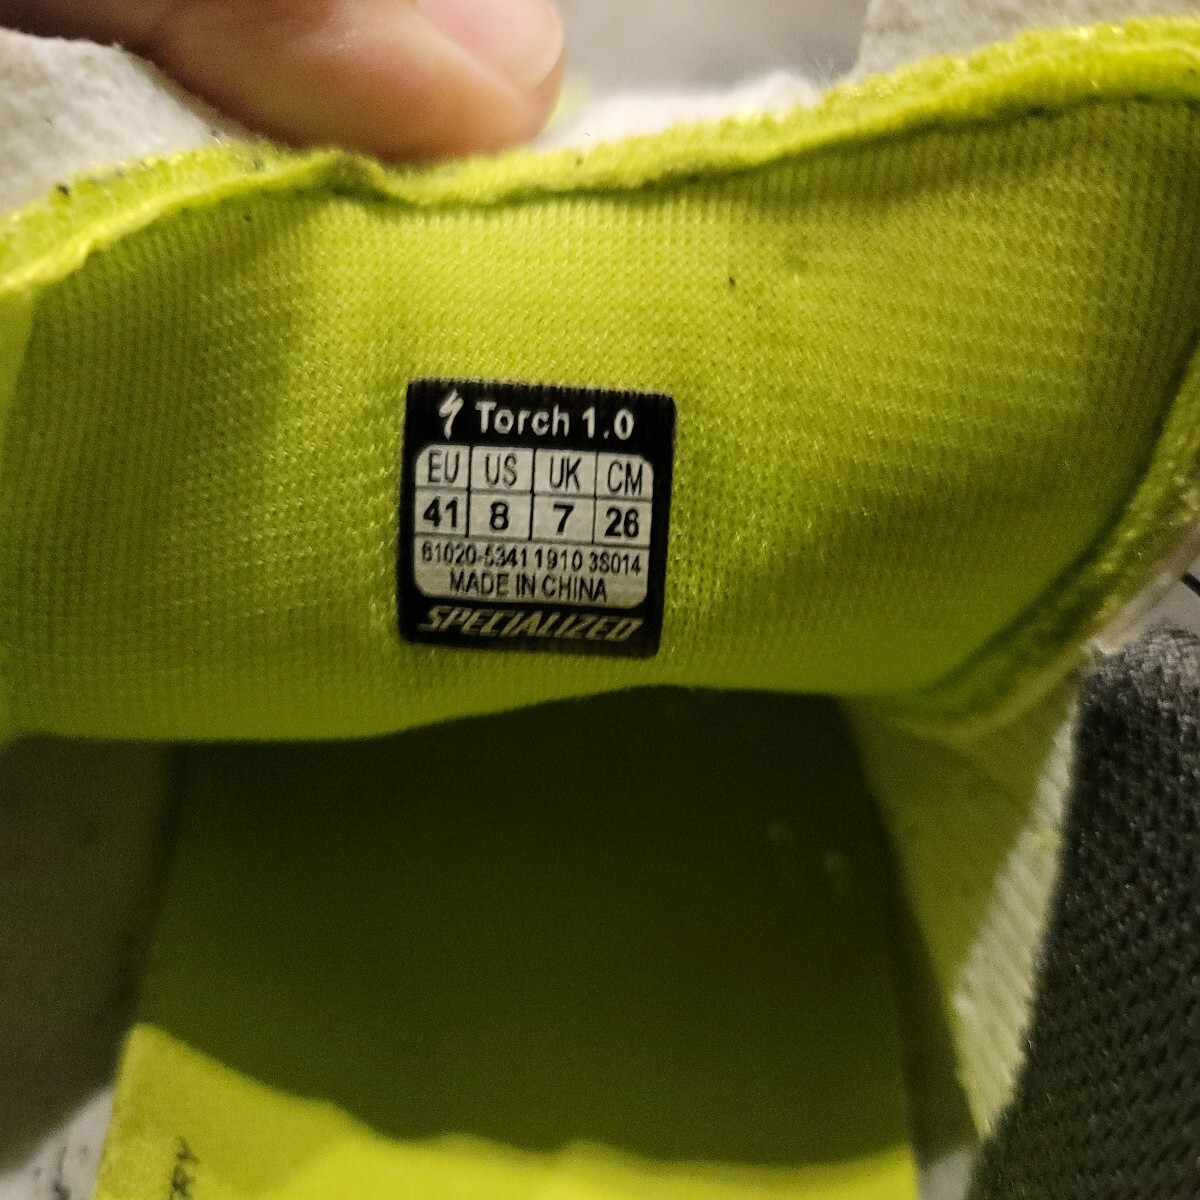 Torch 1.0
EU US UK CM
41 8 7 26
61020-5341 1910 3S014
MADE IN CHINA
SPECIALIZED